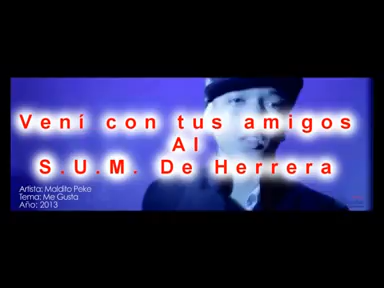 Vení con tus amigos
Al
S.U.M. De Herrera
Artista: Maldito Peke
Tema: Me Gusta
Año: 2013